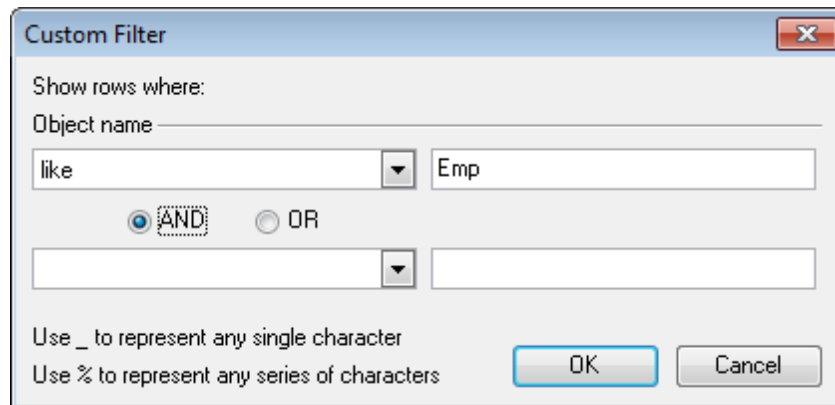 Custom Filter
Show rows where:
Object name
like Emp
AND OR
Use _ to represent any single character
Use % to represent any series of characters
OK Cancel